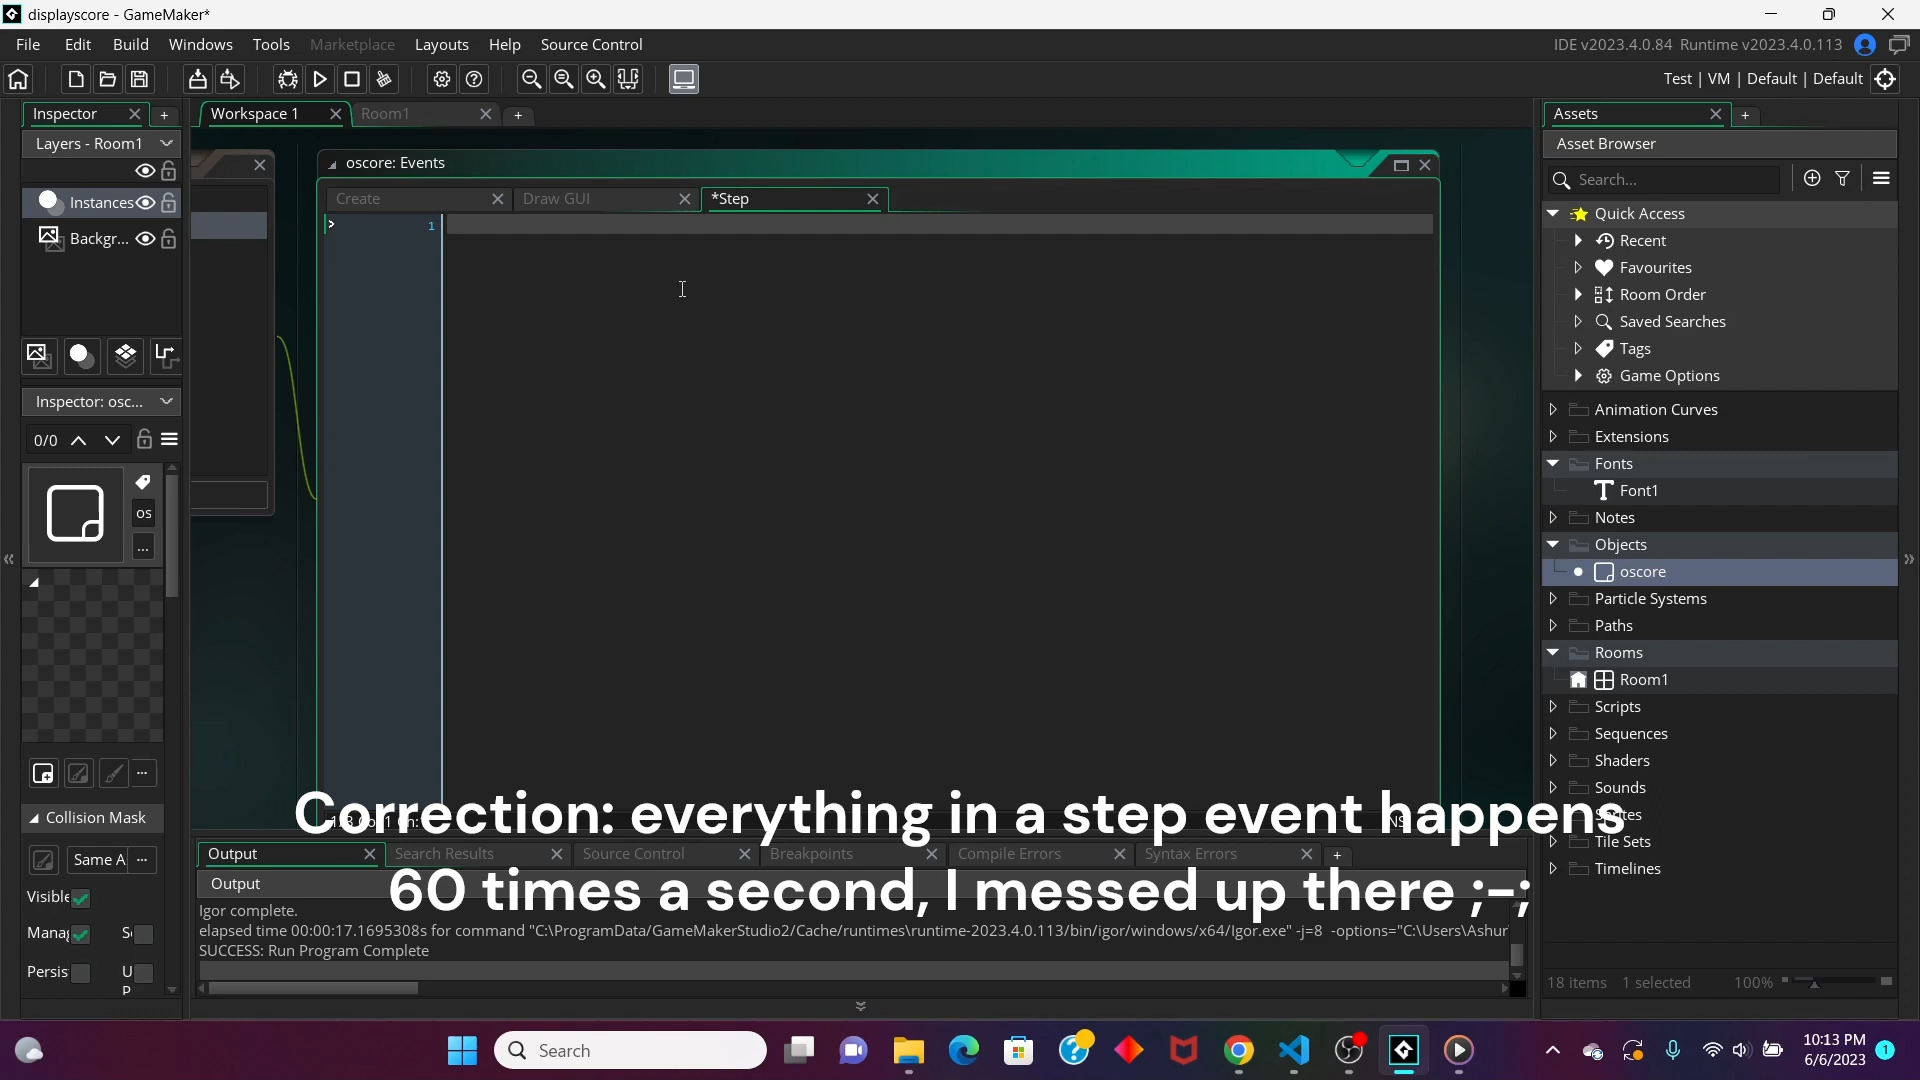 displayscore - GameMaker*
File Edit Build Windows Tools Marketplace Layouts Help Source Control
IDE v2023.4.0.84 Runtime v2023.4.0.113
Test | VM | Default | Default
Inspector
Workspace 1
Room1
Assets
Layers - Room1
Asset Browser
oscore: Events
Search...
Create
Draw GUI
*Step
Instances
Backgr...
1
Quick Access
Recent
Favourites
Room Order
Saved Searches
Tags
Game Options
Inspector: osc...
0/0
os
...
Animation Curves
Extensions
Fonts
Font1
Notes
Objects
oscore
Particle Systems
Paths
Rooms
Room1
Scripts
Sequences
Shaders
Sounds
Tile Sets
Timelines
Collision Mask
Same A
Visible
Persis
Correction: everything in a step event happens
60 times a second, I messed up there ;-;
Output
Search Results
Source Control
Breakpoints
Compile Errors
Syntax Errors
Output
Igor complete.
elapsed time 00:00:17.1695308s for command "C:\ProgramData/GameMakerStudio2/Cache/runtimes\runtime-2023.4.0.113/bin/igor/windows/x64/Igor.exe" -j=8 -options="C:\Users\Ashur
SUCCESS: Run Program Complete
18 items 1 selected 100%
Search
10:13 PM
6/6/2023
1